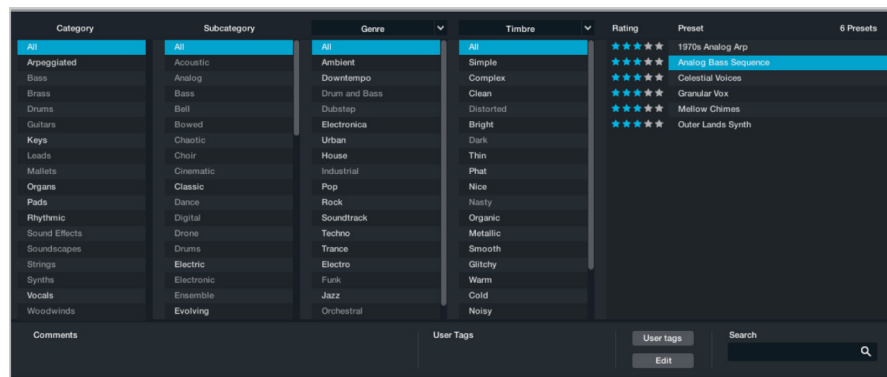 Category Subcategory Genre Timbre Rating Preset 6 Presets
All All All All 1970s Analog Arp
Arpeggiated Acoustic Ambient Simple Analog Bass Sequence
Bass Analog Downtempo Complex Celestial Voices
Brass Bass Drum and Bass Clean Granular Vox
Drums Bell Dubstep Distorted Mellow Chimes
Guitars Bowed Electronica Bright Outer Lands Synth
Keys Chaotic Urban Dark
Leads Choir House Thin
Mallets Cinematic Industrial Phat
Organs Classic Pop Nice
Pads Dance Rock Nasty
Rhythmic Digital Soundtrack Organic
Sound Effects Drone Techno Metallic
Soundscapes Drums Trance Smooth
Strings Electric Electro Glitchy
Synths Electronic Funk Warm
Vocals Ensemble Jazz Cold
Woodwinds Evolving Orchestral Noisy
Comments User Tags User tags Search
Edit